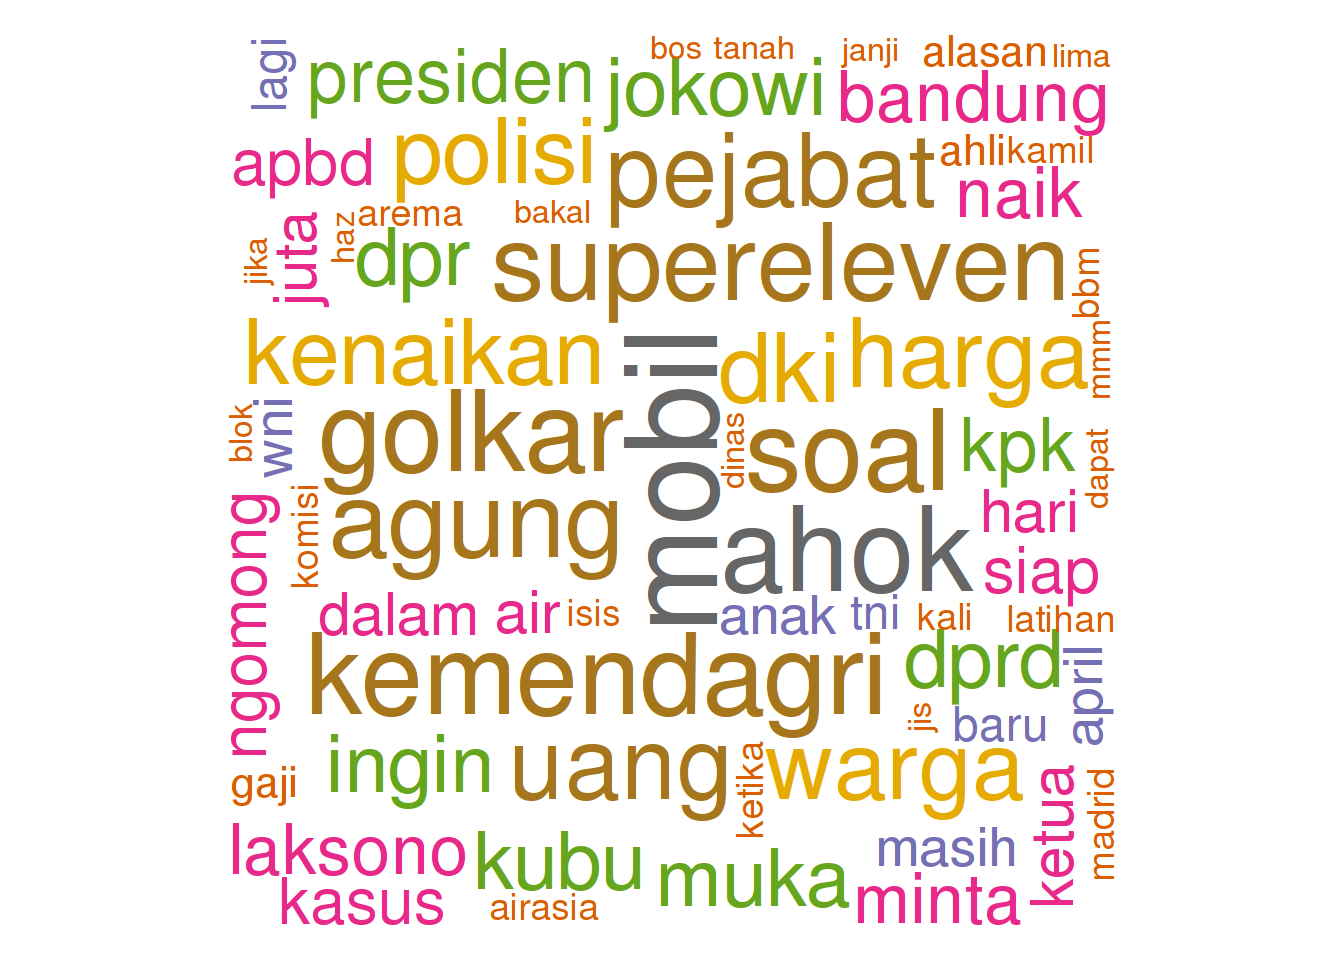 lagi
presiden
jokowi
bos tanah
janji
alasan
lima
bandung
apbd
polisi
pejabat
ahli
kamil
naik
juta
jika
haz
arema
bakal
dpr
supereleven
bbm
kenaikan
mobil
dki
harga
mmm
blok
wni
golkar
dinas
soal
kpk
dapat
ngomong
komisi
agung
ahok
hari
siap
dalam
air
isis
anak
tni
kali
latihan
kemendagri
dprd
april
jis
baru
gaji
ingin
uang
ketika
warga
ketua
madrid
laksono
kubu
muka
masih
minta
kasus
airasia